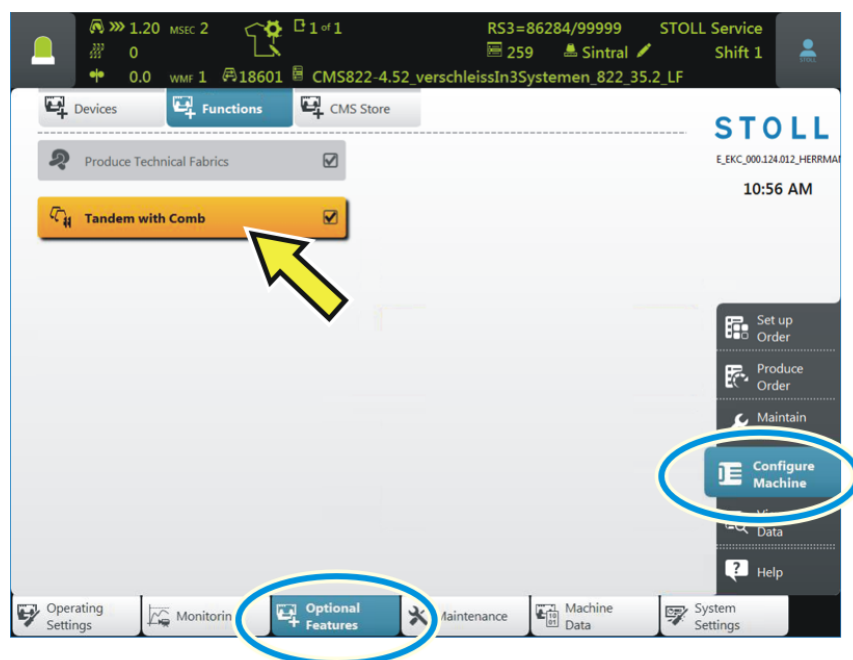 1.20 MSEC 2 1 of 1 RS3=86284/99999 STOLL Service
0 259 Sintral Shift 1
0.0 WMF 1 18601 CMS822-4.52_verschleissIn3Systemen_822_35.2_LF
STOLL
Devices Functions CMS Store
STOLL
Produce Technical Fabrics
E_EKC_000.124.012_HERRMA
10:56 AM
Tandem with Comb
Set up
Order
Produce
Order
Maintain
Configure
Machine
Data
Help
Operating
Settings
Monitorin
Optional
Features
Maintenance
Machine
Data
System
Settings